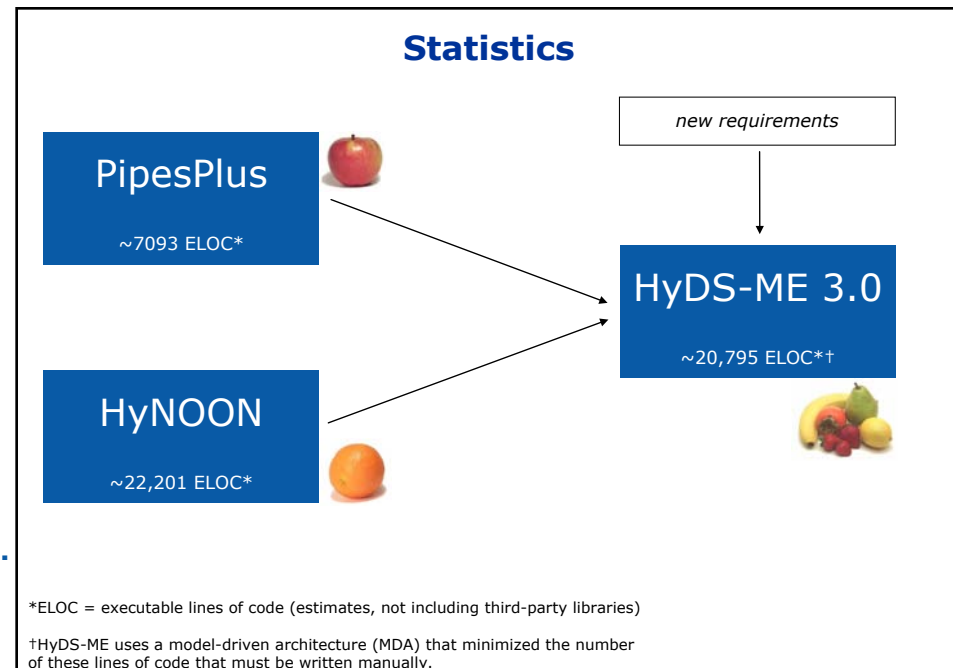 Statistics
new requirements
PipesPlus
~7093 ELOC*
HyDS-ME 3.0
~20,795 ELOC*†
HyNOON
~22,201 ELOC*
.
*ELOC = executable lines of code (estimates, not including third-party libraries)
†HyDS-ME uses a model-driven architecture (MDA) that minimized the number
of these lines of code that must be written manually.